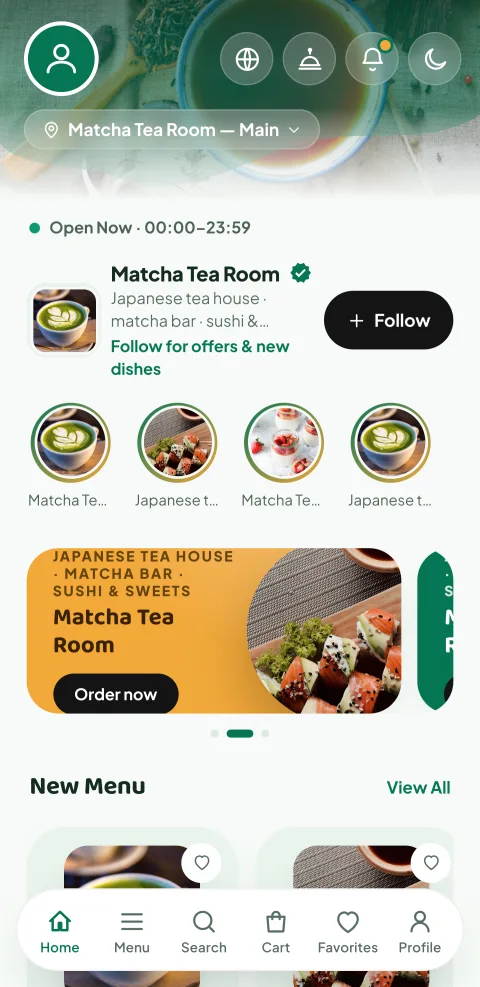 Matcha Tea Room — Main
Open Now · 00:00–23:59
Matcha Tea Room
Japanese tea house ·
matcha bar · sushi &...
Follow for offers & new
dishes
+ Follow
Matcha Te...
Japanese t...
Matcha Te...
Japanese t...
JAPANESE TEA HOUSE
· MATCHA BAR ·
SUSHI & SWEETS
Matcha Tea
Room
Order now
New Menu
View All
Home
Menu
Search
Cart
Favorites
Profile